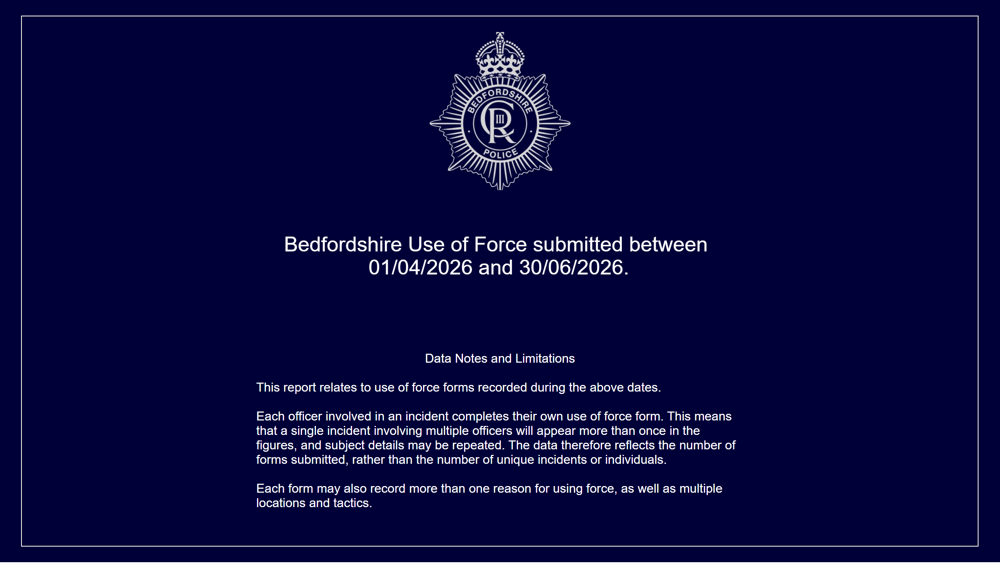 BEDFORDSHIRE
CR
III
POLICE
Bedfordshire Use of Force submitted between
01/04/2026 and 30/06/2026.
Data Notes and Limitations
This report relates to use of force forms recorded during the above dates.
Each officer involved in an incident completes their own use of force form. This means
that a single incident involving multiple officers will appear more than once in the
figures, and subject details may be repeated. The data therefore reflects the number of
forms submitted, rather than the number of unique incidents or individuals.
Each form may also record more than one reason for using force, as well as multiple
locations and tactics.